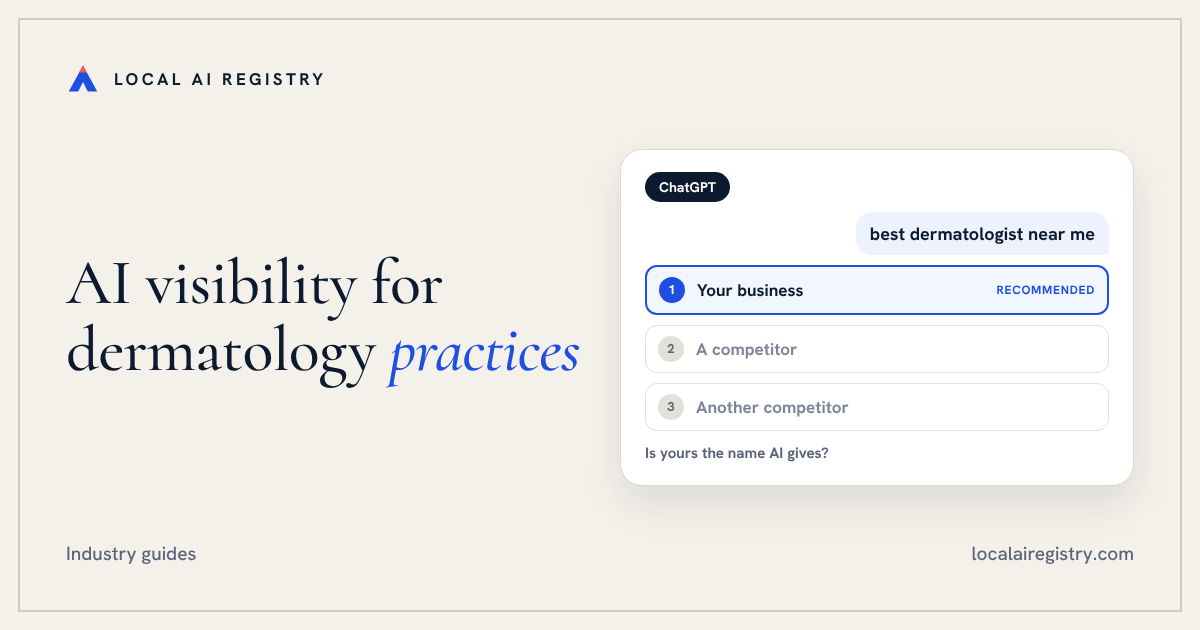 LOCAL AI REGISTRY
AI visibility for
dermatology practices
ChatGPT
best dermatologist near me
1 Your business RECOMMENDED
2 A competitor
3 Another competitor
Is yours the name AI gives?
Industry guides
localairegistry.com